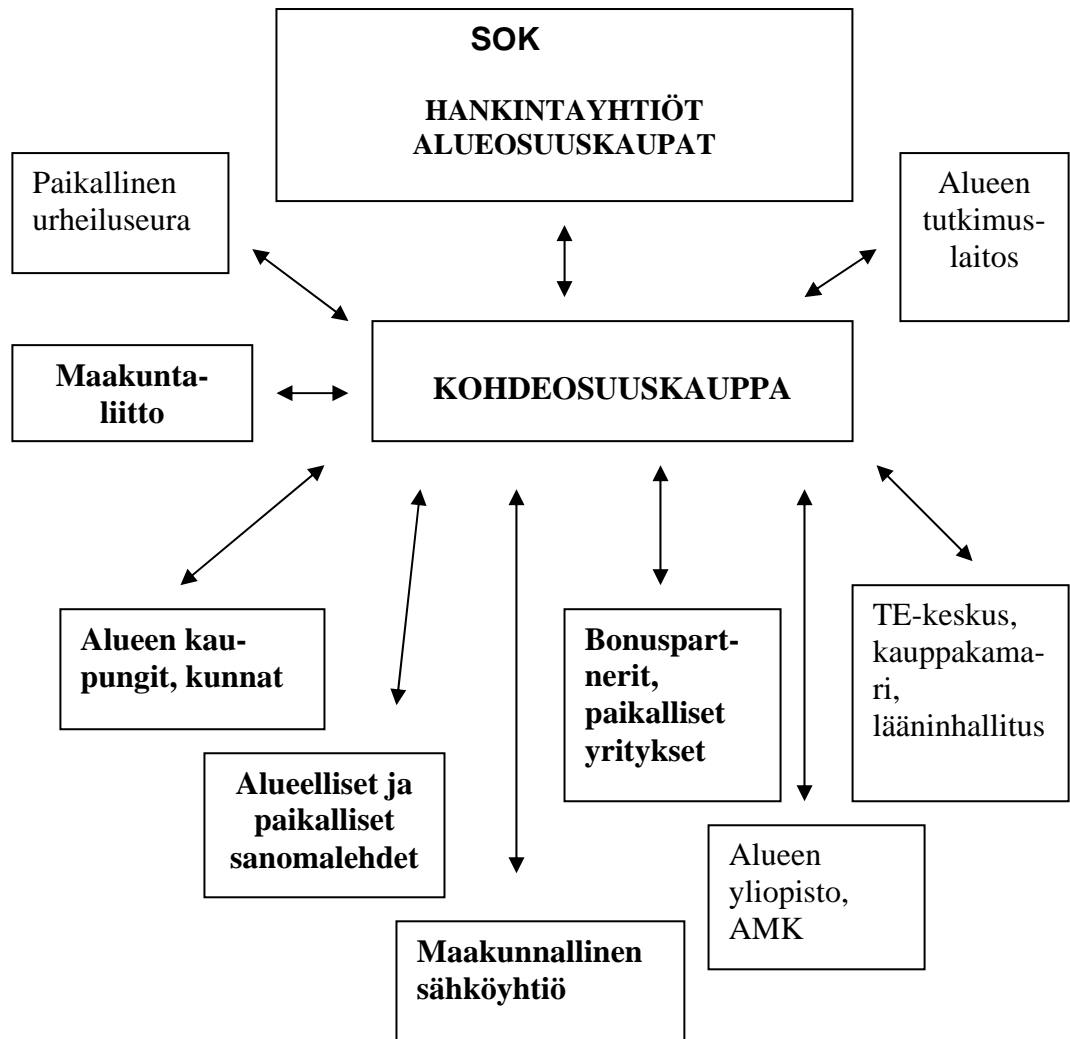 SOK
HANKINTAYHTIÖT
ALUEOSUUSKAUPAT
Paikallinen
urheiluseura
Alueen
tutkimus-
laitos
Maakunta-
liitto
KOHDEOSUUSKAUPPA
Alueen kau-
pungit, kunnat
Bonuspart-
nerit,
paikalliset
yritykset
TE-keskus,
kauppakama-
ri,
lääninhallitus
Alueelliset ja
paikalliset
sanomalehdet
Alueen
yliopisto,
AMK
Maakunnallinen
sähköyhtiö